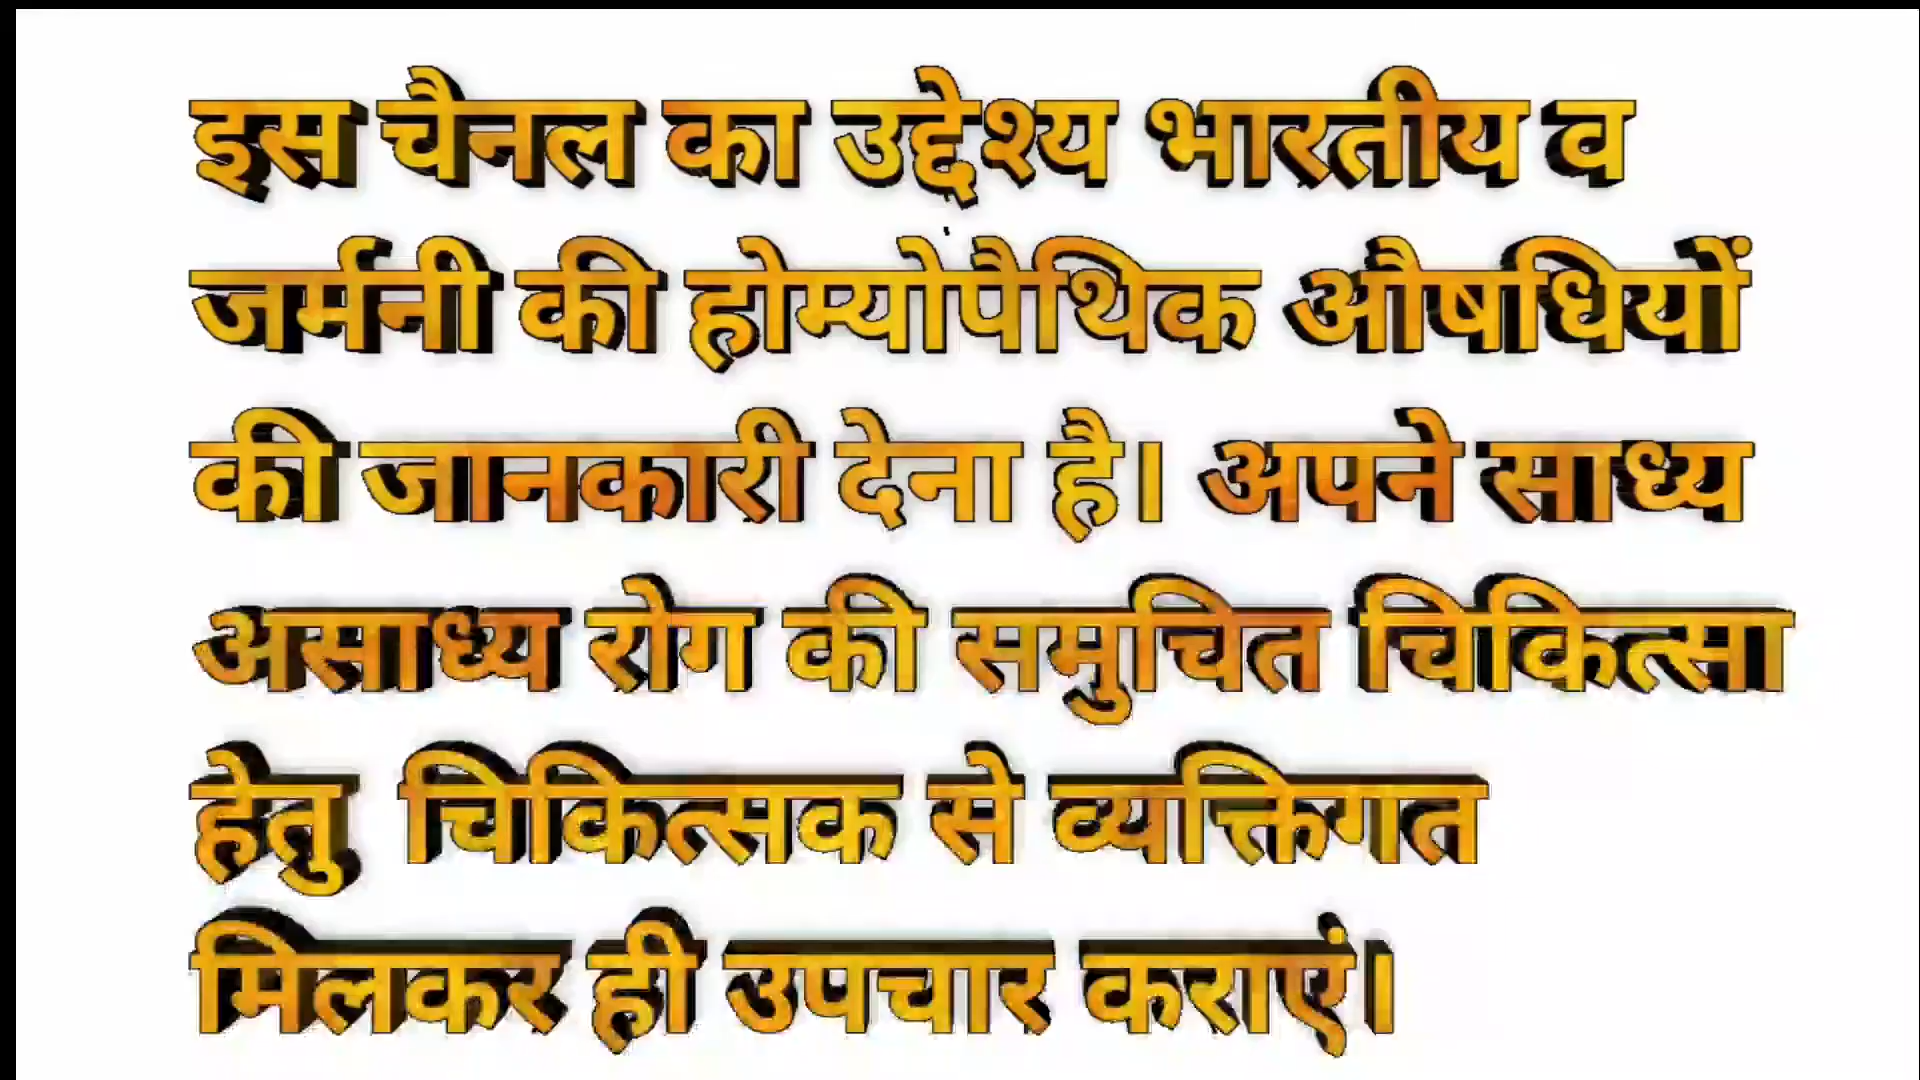 इस चैनल का उद्देश्य भारतीय व
जर्मनी की होम्योपैथिक औषधियों
की जानकारी देना है। अपने साध्य
असाध्य रोग की समुचित चिकित्सा
हेतु चिकित्सक से व्यक्तिगत
मिलकर ही उपचार कराएं।